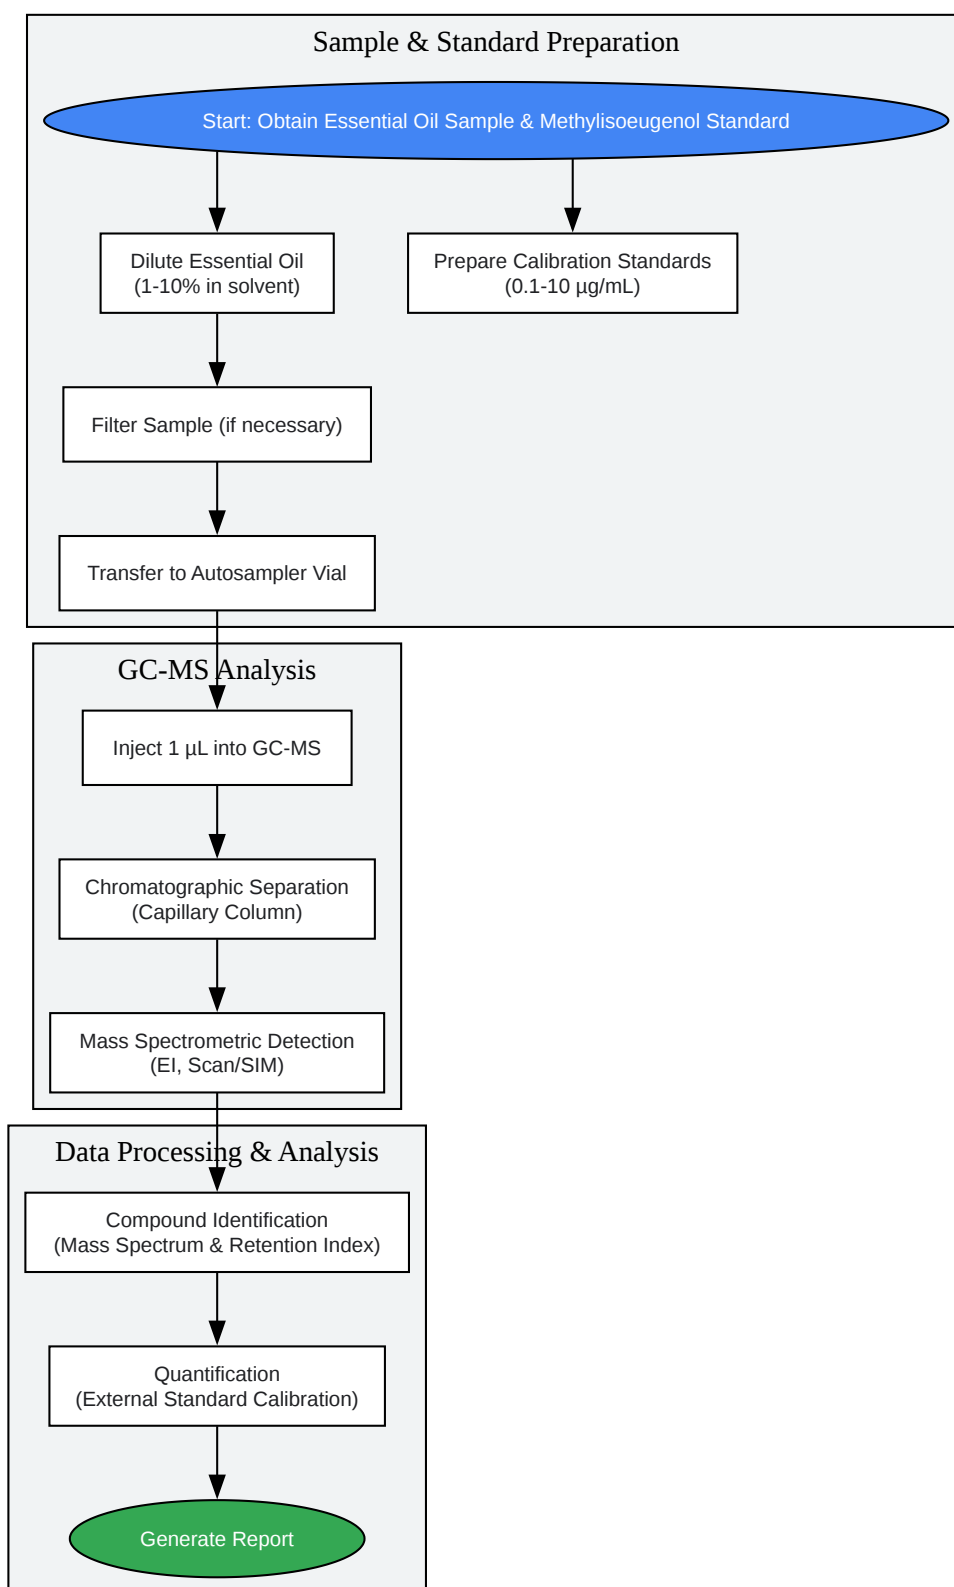 Sample & Standard Preparation
Start: Obtain Essential Oil Sample & Methylisoeugenol Standard
Dilute Essential Oil
(1-10% in solvent)
Prepare Calibration Standards
(0.1-10 µg/mL)
Filter Sample (if necessary)
Transfer to Autosampler Vial
GC-MS Analysis
Inject 1 µL into GC-MS
Chromatographic Separation
(Capillary Column)
Mass Spectrometric Detection
(EI, Scan/SIM)
Data Processing & Analysis
Compound Identification
(Mass Spectrum & Retention Index)
Quantification
(External Standard Calibration)
Generate Report